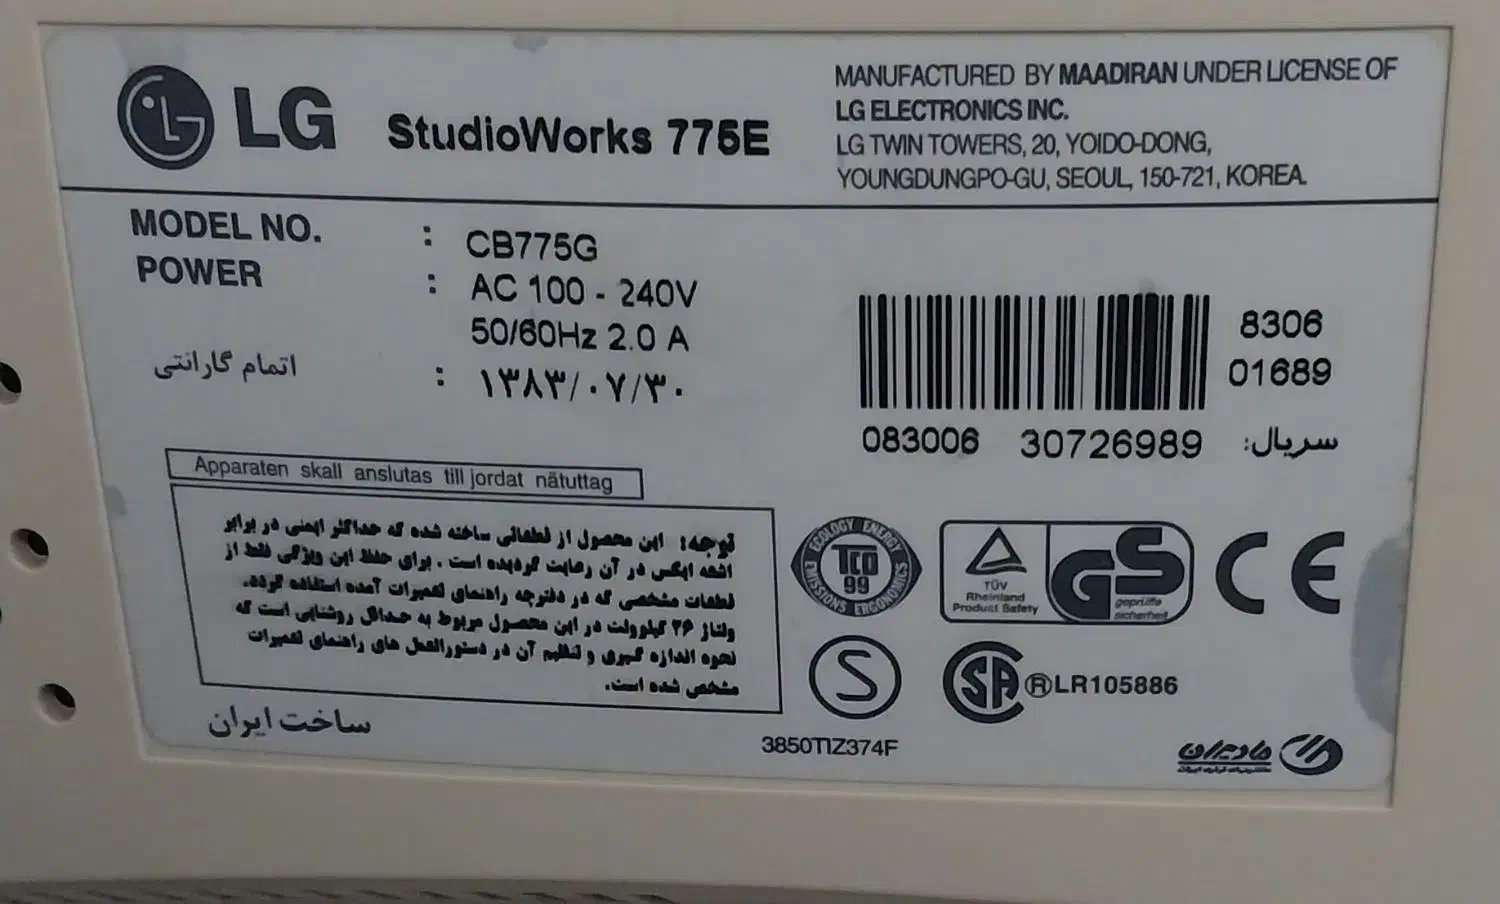 LG StudioWorks 775E
MANUFACTURED BY MAADIRAN UNDER LICENSE OF
LG ELECTRONICS INC.
LG TWIN TOWERS, 20, YOIDO-DONG,
YOUNGDUNGPO-GU, SEOUL, 150-721, KOREA.
MODEL NO. : CB775G
POWER : AC 100 - 240V
50/60Hz 2.0 A
اتمام گارانتی : ۱۳۸۳/۰۷/۳۰
8306
01689
083006 30726989 سریال:
Apparaten skall anslutas till jordat nätuttag
توجه: این محصول از قطعاتی ساخته شده که حداکثر ایمنی در برابر
اشعه ایکس در آن رعایت گردیده است . برای حفظ این ویژگی فقط از
قطعات مشخصی که در دفترچه راهنمای تعمیرات آمده استفاده گردد.
ولتاژ ۲۶ کیلوولت در این محصول مربوط به حداقل روشنایی است که
نحوه اندازه گیری و تنظیم آن در دستورالعمل های راهنمای تعمیرات
مشخص شده است.
ساخت ایران
ECOLOGY ENERGY
TCO
99
EMISSIONS ERGONOMICS
TÜV
Rheinland
Product Safety
GS
geprüfte
sicherheit
CE
S
SA ® LR105886
3850TIZ374F
مادیران